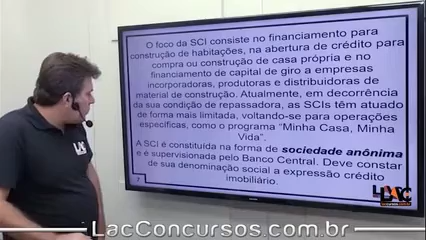 O foco da SCI consiste no financiamento para
construção de habitações, na abertura de crédito para
compra ou construção de casa própria e no
financiamento de capital de giro a empresas
incorporadoras, produtoras e distribuidoras de
material de construção. Atualmente, em decorrência
da sua condição de repassadora, as SCIs têm atuado
de forma mais limitada, voltando-se para operações
específicas, como o programa “Minha Casa, Minha
Vida”.
A SCI é constituída na forma de sociedade anônima
e é supervisionada pelo Banco Central. Deve constar
de sua denominação social a expressão crédito
imobiliário.
7
LAC
LAC
LacConcursos.com.br